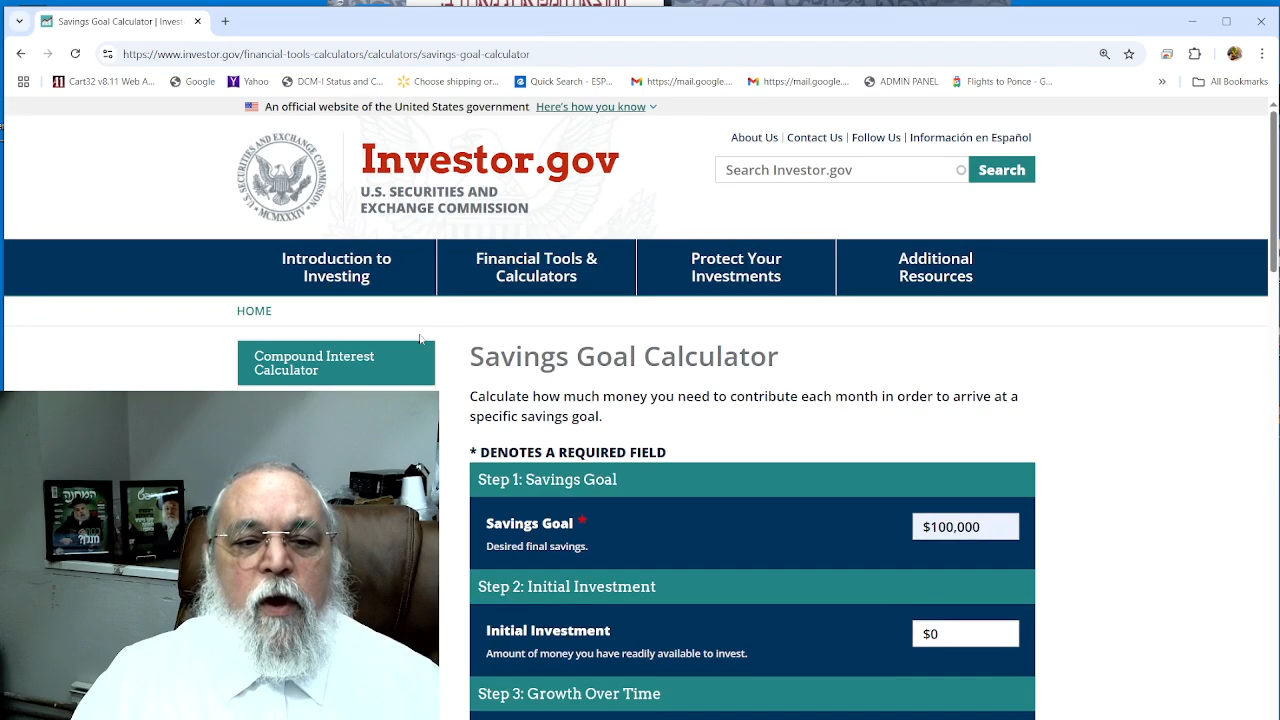 Savings Goal Calculator | Invest
https://www.investor.gov/financial-tools-calculators/calculators/savings-goal-calculator
Cart32 v8.11 Web A...
Google
Yahoo
DCM-I Status and C...
Choose shipping or...
Quick Search - ESP...
https://mail.google....
https://mail.google....
ADMIN PANEL
Flights to Ponce - G...
»
All Bookmarks
An official website of the United States government Here's how you know
About Us | Contact Us | Follow Us | Información en Español
Investor.gov
U.S. SECURITIES AND
EXCHANGE COMMISSION
Search Investor.gov
Search
Introduction to
Investing
Financial Tools &
Calculators
Protect Your
Investments
Additional
Resources
HOME
Compound Interest
Calculator
Savings Goal Calculator
Calculate how much money you need to contribute each month in order to arrive at a
specific savings goal.
* DENOTES A REQUIRED FIELD
Step 1: Savings Goal
Savings Goal *
$100,000
Desired final savings.
Step 2: Initial Investment
Initial Investment
$0
Amount of money you have readily available to invest.
Step 3: Growth Over Time
המחנה